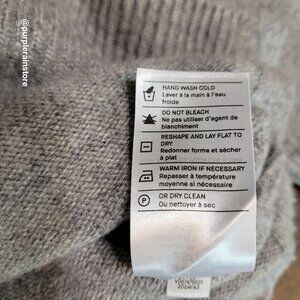 @purplerainstore
HAND WASH COLD
Laver à la main à l'eau
froide
DO NOT BLEACH
Ne pas utiliser d'agent de
blanchiment
RESHAPE AND LAY FLAT TO
DRY
Redonner forme et sécher
à plat
WARM IRON IF NECESSARY
Repasser à température
moyenne si nécessaire
P
OR DRY CLEAN
Ou nettoyer à sec